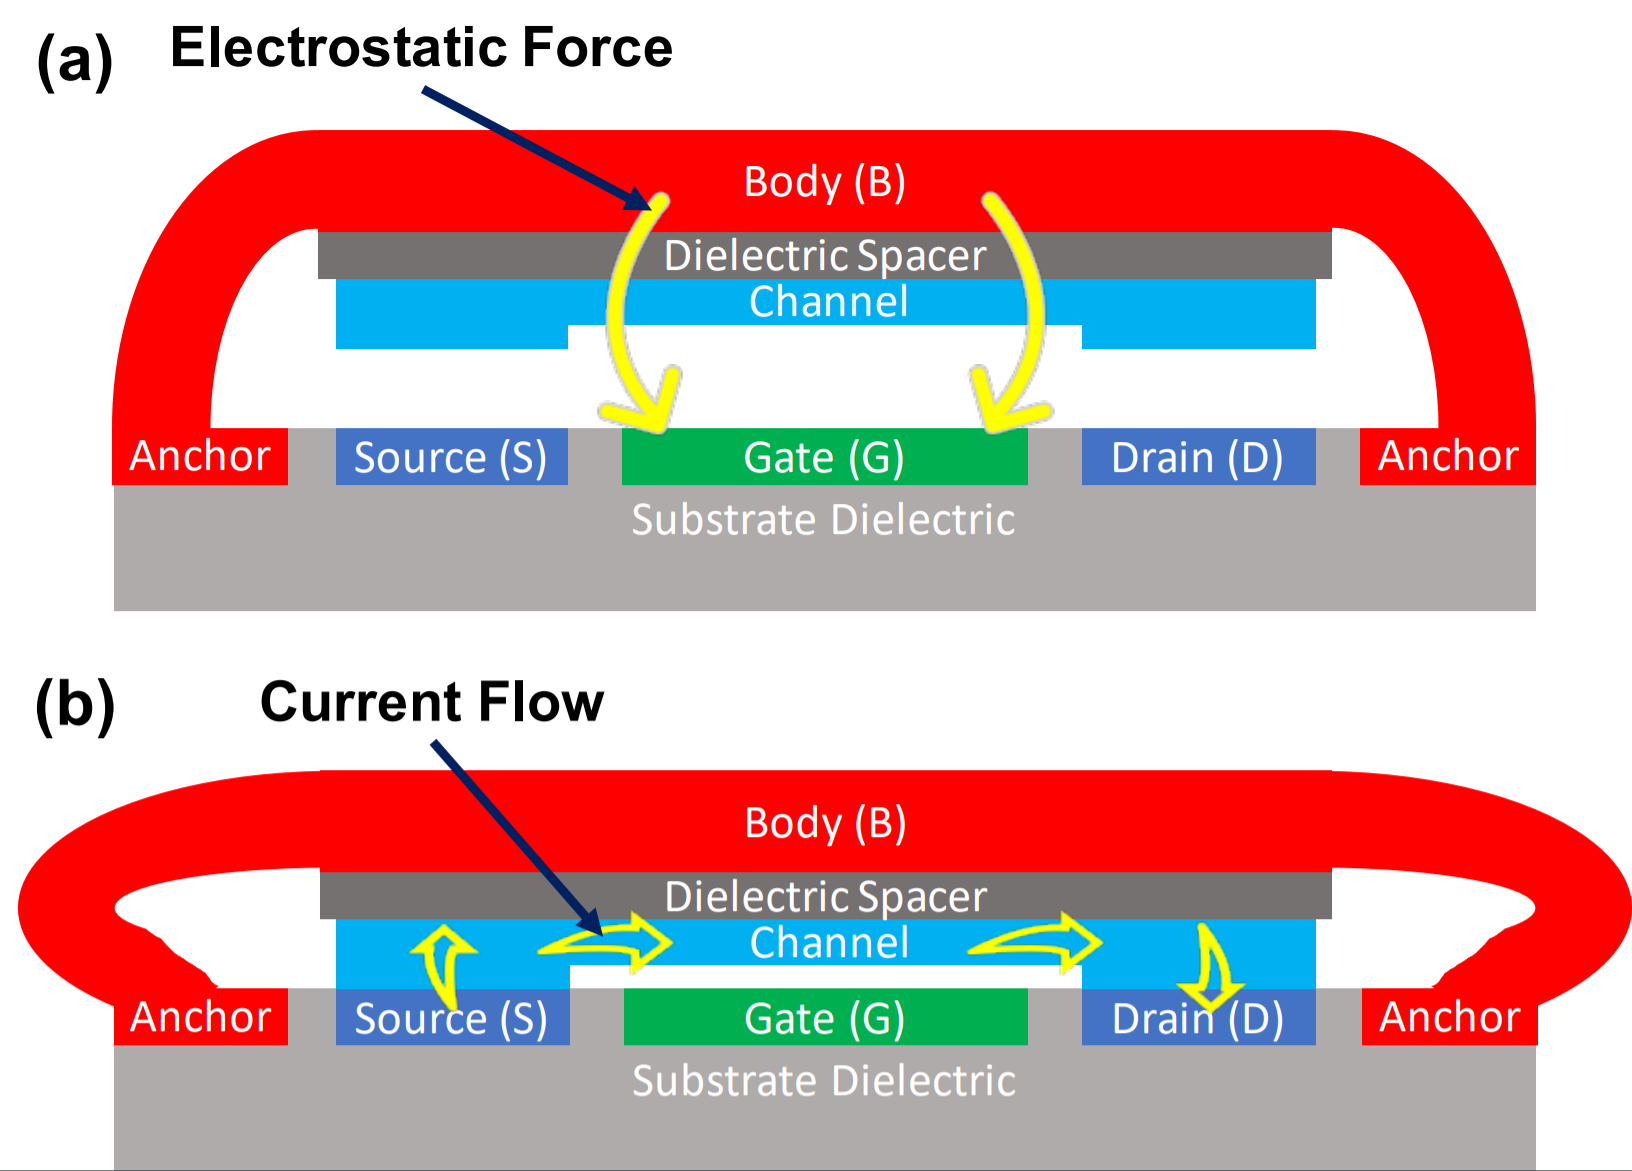 (a) Electrostatic Force
Body (B)
Dielectric Spacer
Channel
Anchor Source (S) Gate (G) Drain (D) Anchor
Substrate Dielectric
(b) Current Flow
Body (B)
Dielectric Spacer
Channel
Anchor Source (S) Gate (G) Drain (D) Anchor
Substrate Dielectric